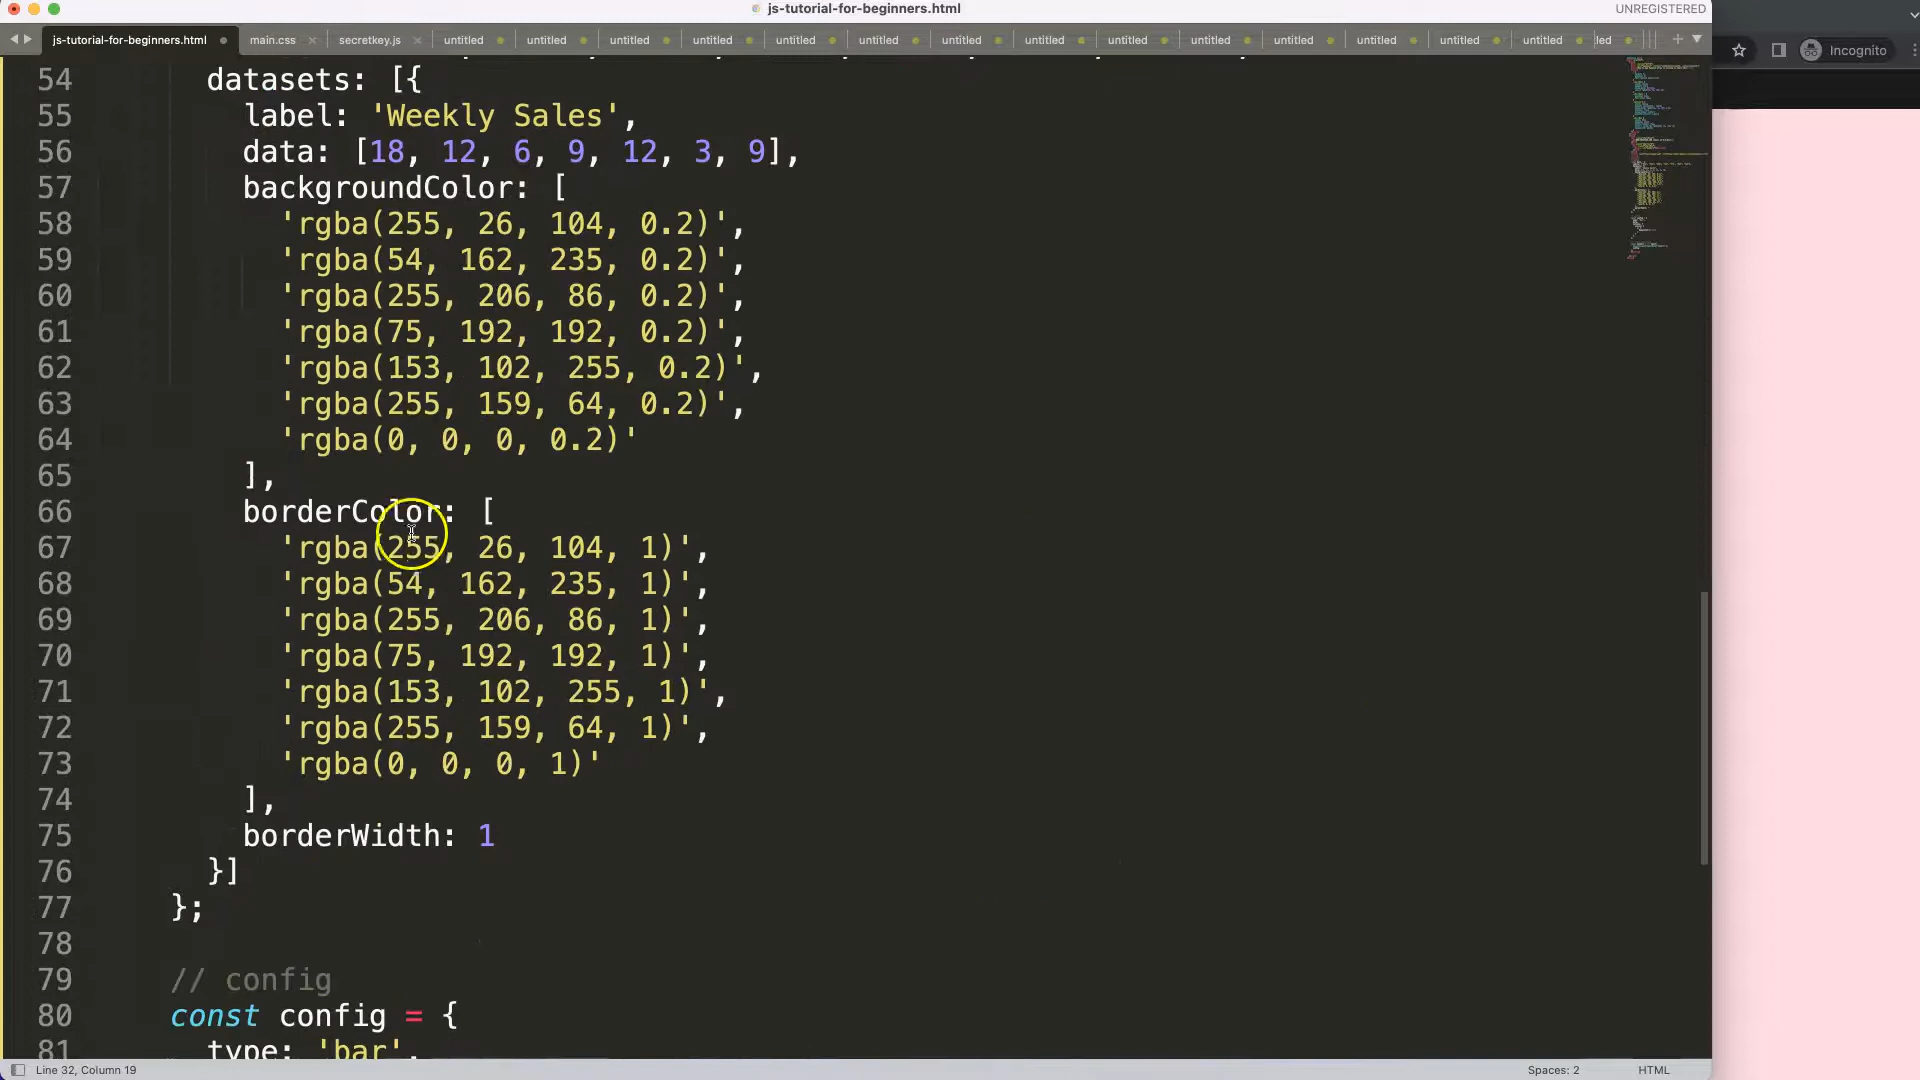 js-tutorial-for-beginners.html
UNREGISTERED
js-tutorial-for-beginners.html main.css secretkey.js untitled untitled untitled untitled untitled untitled untitled untitled untitled untitled untitled untitled untitled untitled led
Incognito
54 datasets: [{
55 label: 'Weekly Sales',
56 data: [18, 12, 6, 9, 12, 3, 9],
57 backgroundColor: [
58 'rgba(255, 26, 104, 0.2)',
59 'rgba(54, 162, 235, 0.2)',
60 'rgba(255, 206, 86, 0.2)',
61 'rgba(75, 192, 192, 0.2)',
62 'rgba(153, 102, 255, 0.2)',
63 'rgba(255, 159, 64, 0.2)',
64 'rgba(0, 0, 0, 0.2)'
65 ],
66 borderColor: [
67 'rgba(255, 26, 104, 1)',
68 'rgba(54, 162, 235, 1)',
69 'rgba(255, 206, 86, 1)',
70 'rgba(75, 192, 192, 1)',
71 'rgba(153, 102, 255, 1)',
72 'rgba(255, 159, 64, 1)',
73 'rgba(0, 0, 0, 1)'
74 ],
75 borderWidth: 1
76 }]
77 };
78
79 // config
80 const config = {
81 type: 'bar',
Line 32, Column 19
Spaces: 2
HTML